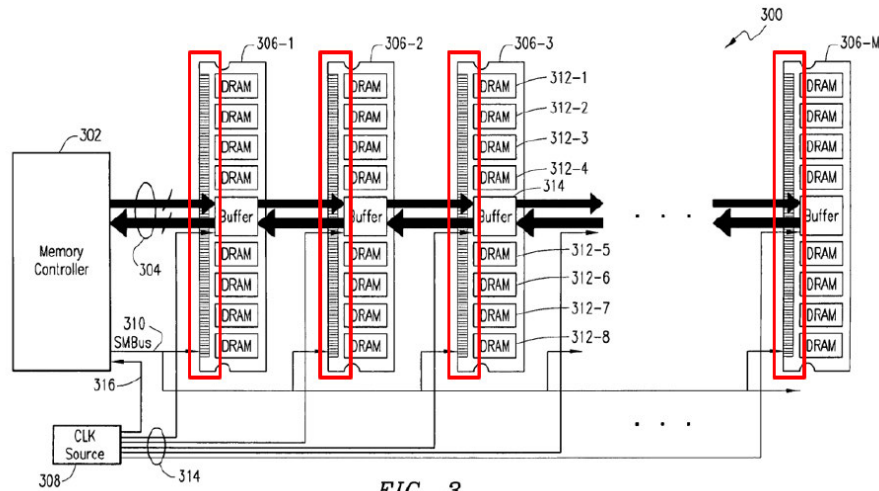 300
306-1
306-2
306-3
306-M
302
DRAM
DRAM
DRAM
DRAM
Buffer
DRAM
DRAM
DRAM
DRAM
DRAM
DRAM
DRAM
DRAM
Buffer
DRAM
DRAM
DRAM
DRAM
DRAM
DRAM
DRAM
DRAM
Buffer
DRAM
DRAM
DRAM
DRAM
312-1
312-2
312-3
312-4
314
312-5
312-6
312-7
312-8
. . .
DRAM
DRAM
DRAM
DRAM
Buffer
DRAM
DRAM
DRAM
DRAM
Memory
Controller
304
310
SMBus
316
CLK
Source
308
314
. . .
FIG. 3